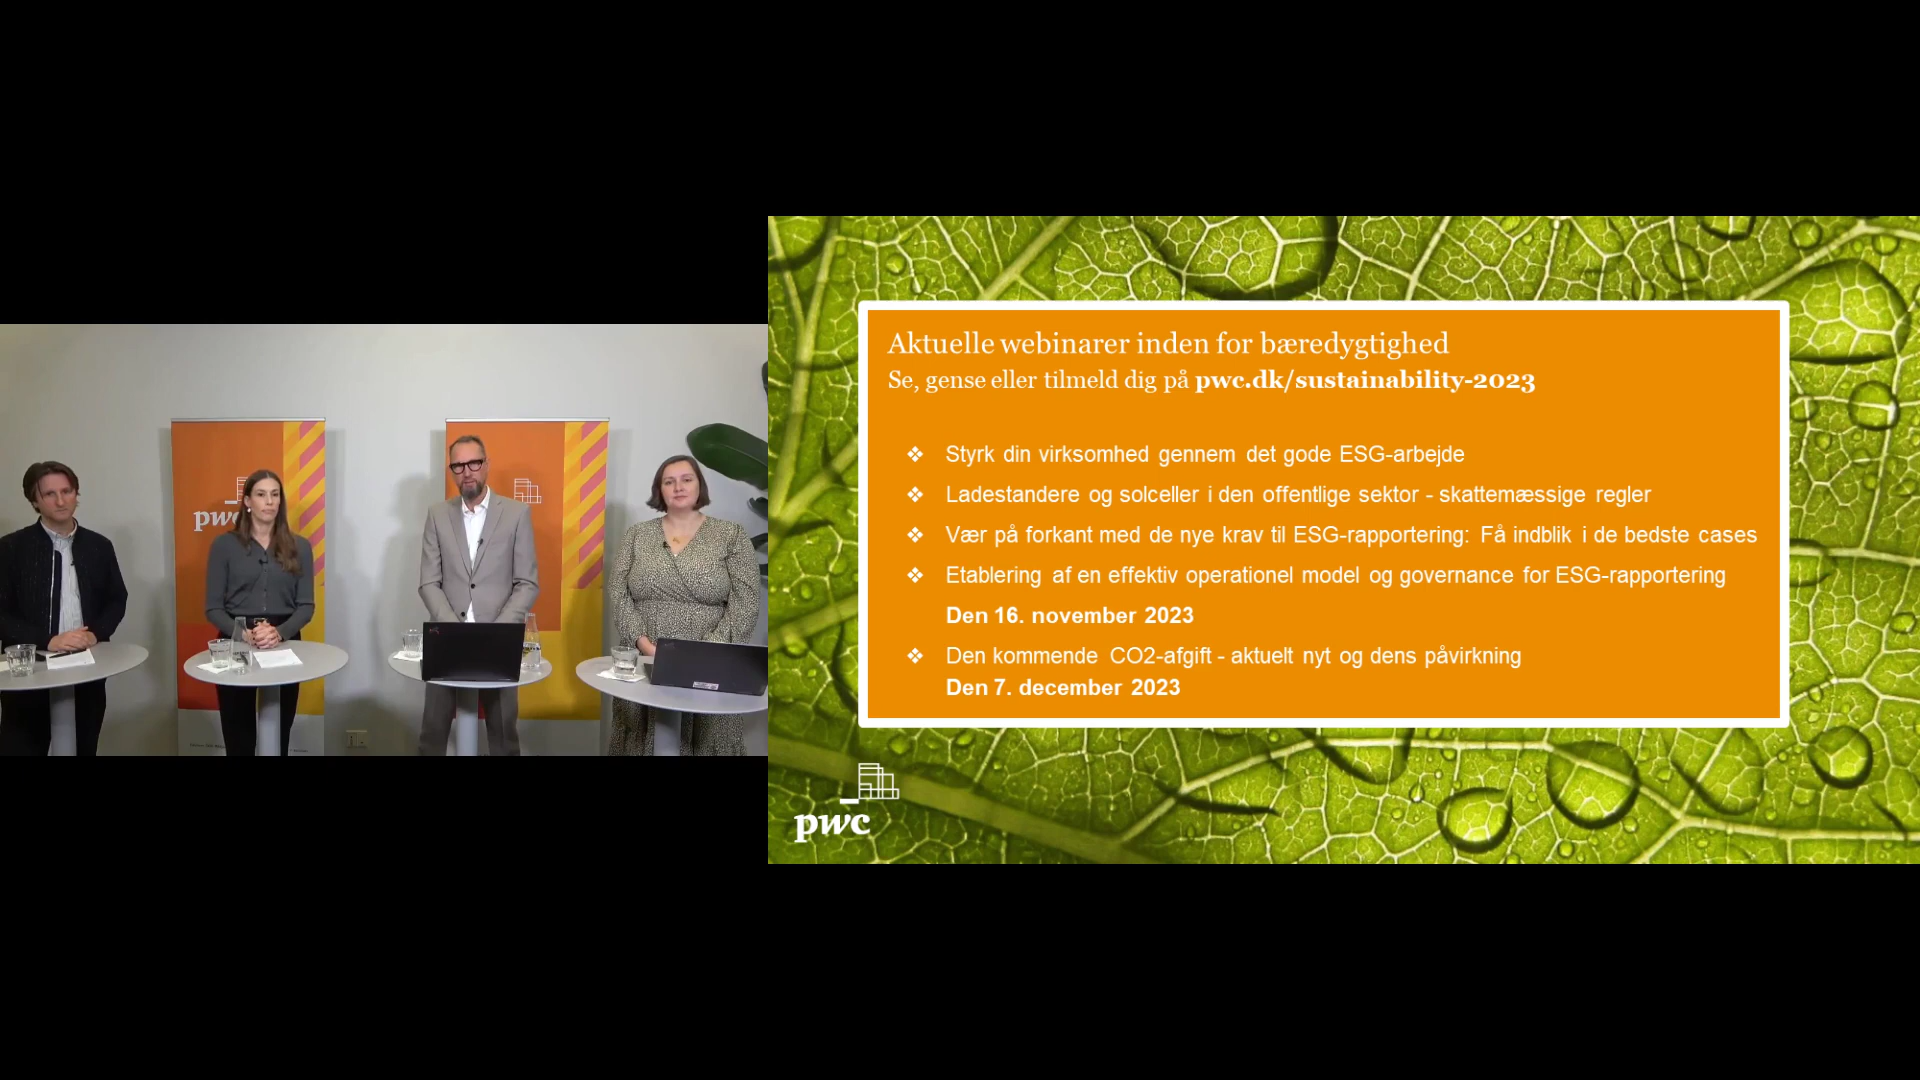 pwc
Aktuelle webinarer inden for bæredygtighed
Se, gense eller tilmeld dig på pwc.dk/sustainability-2023
❖ Styrk din virksomhed gennem det gode ESG-arbejde
❖ Ladestandere og solceller i den offentlige sektor - skattemæssige regler
❖ Vær på forkant med de nye krav til ESG-rapportering: Få indblik i de bedste cases
❖ Etablering af en effektiv operationel model og governance for ESG-rapportering
Den 16. november 2023
❖ Den kommende CO2-afgift - aktuelt nyt og dens påvirkning
Den 7. december 2023
pwc